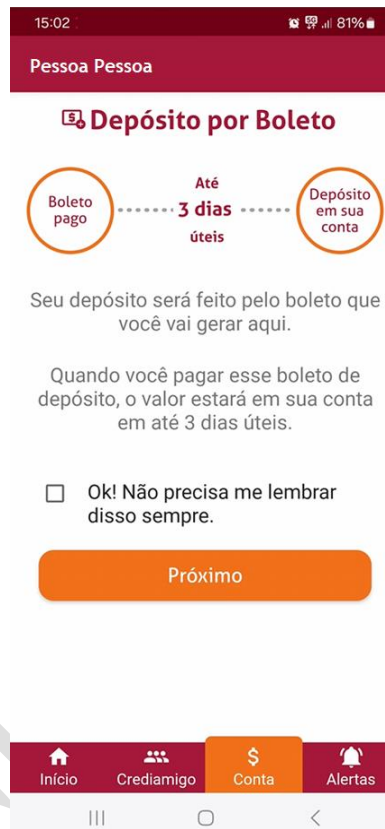 15:02
5G 81%
Pessoa Pessoa
Depósito por Boleto
Boleto
pago
Até
3 dias
úteis
Depósito
em sua
conta
Seu depósito será feito pelo boleto que
você vai gerar aqui.
Quando você pagar esse boleto de
depósito, o valor estará em sua conta
em até 3 dias úteis.
Ok! Não precisa me lembrar
disso sempre.
Próximo
Início Crediamigo Conta Alertas